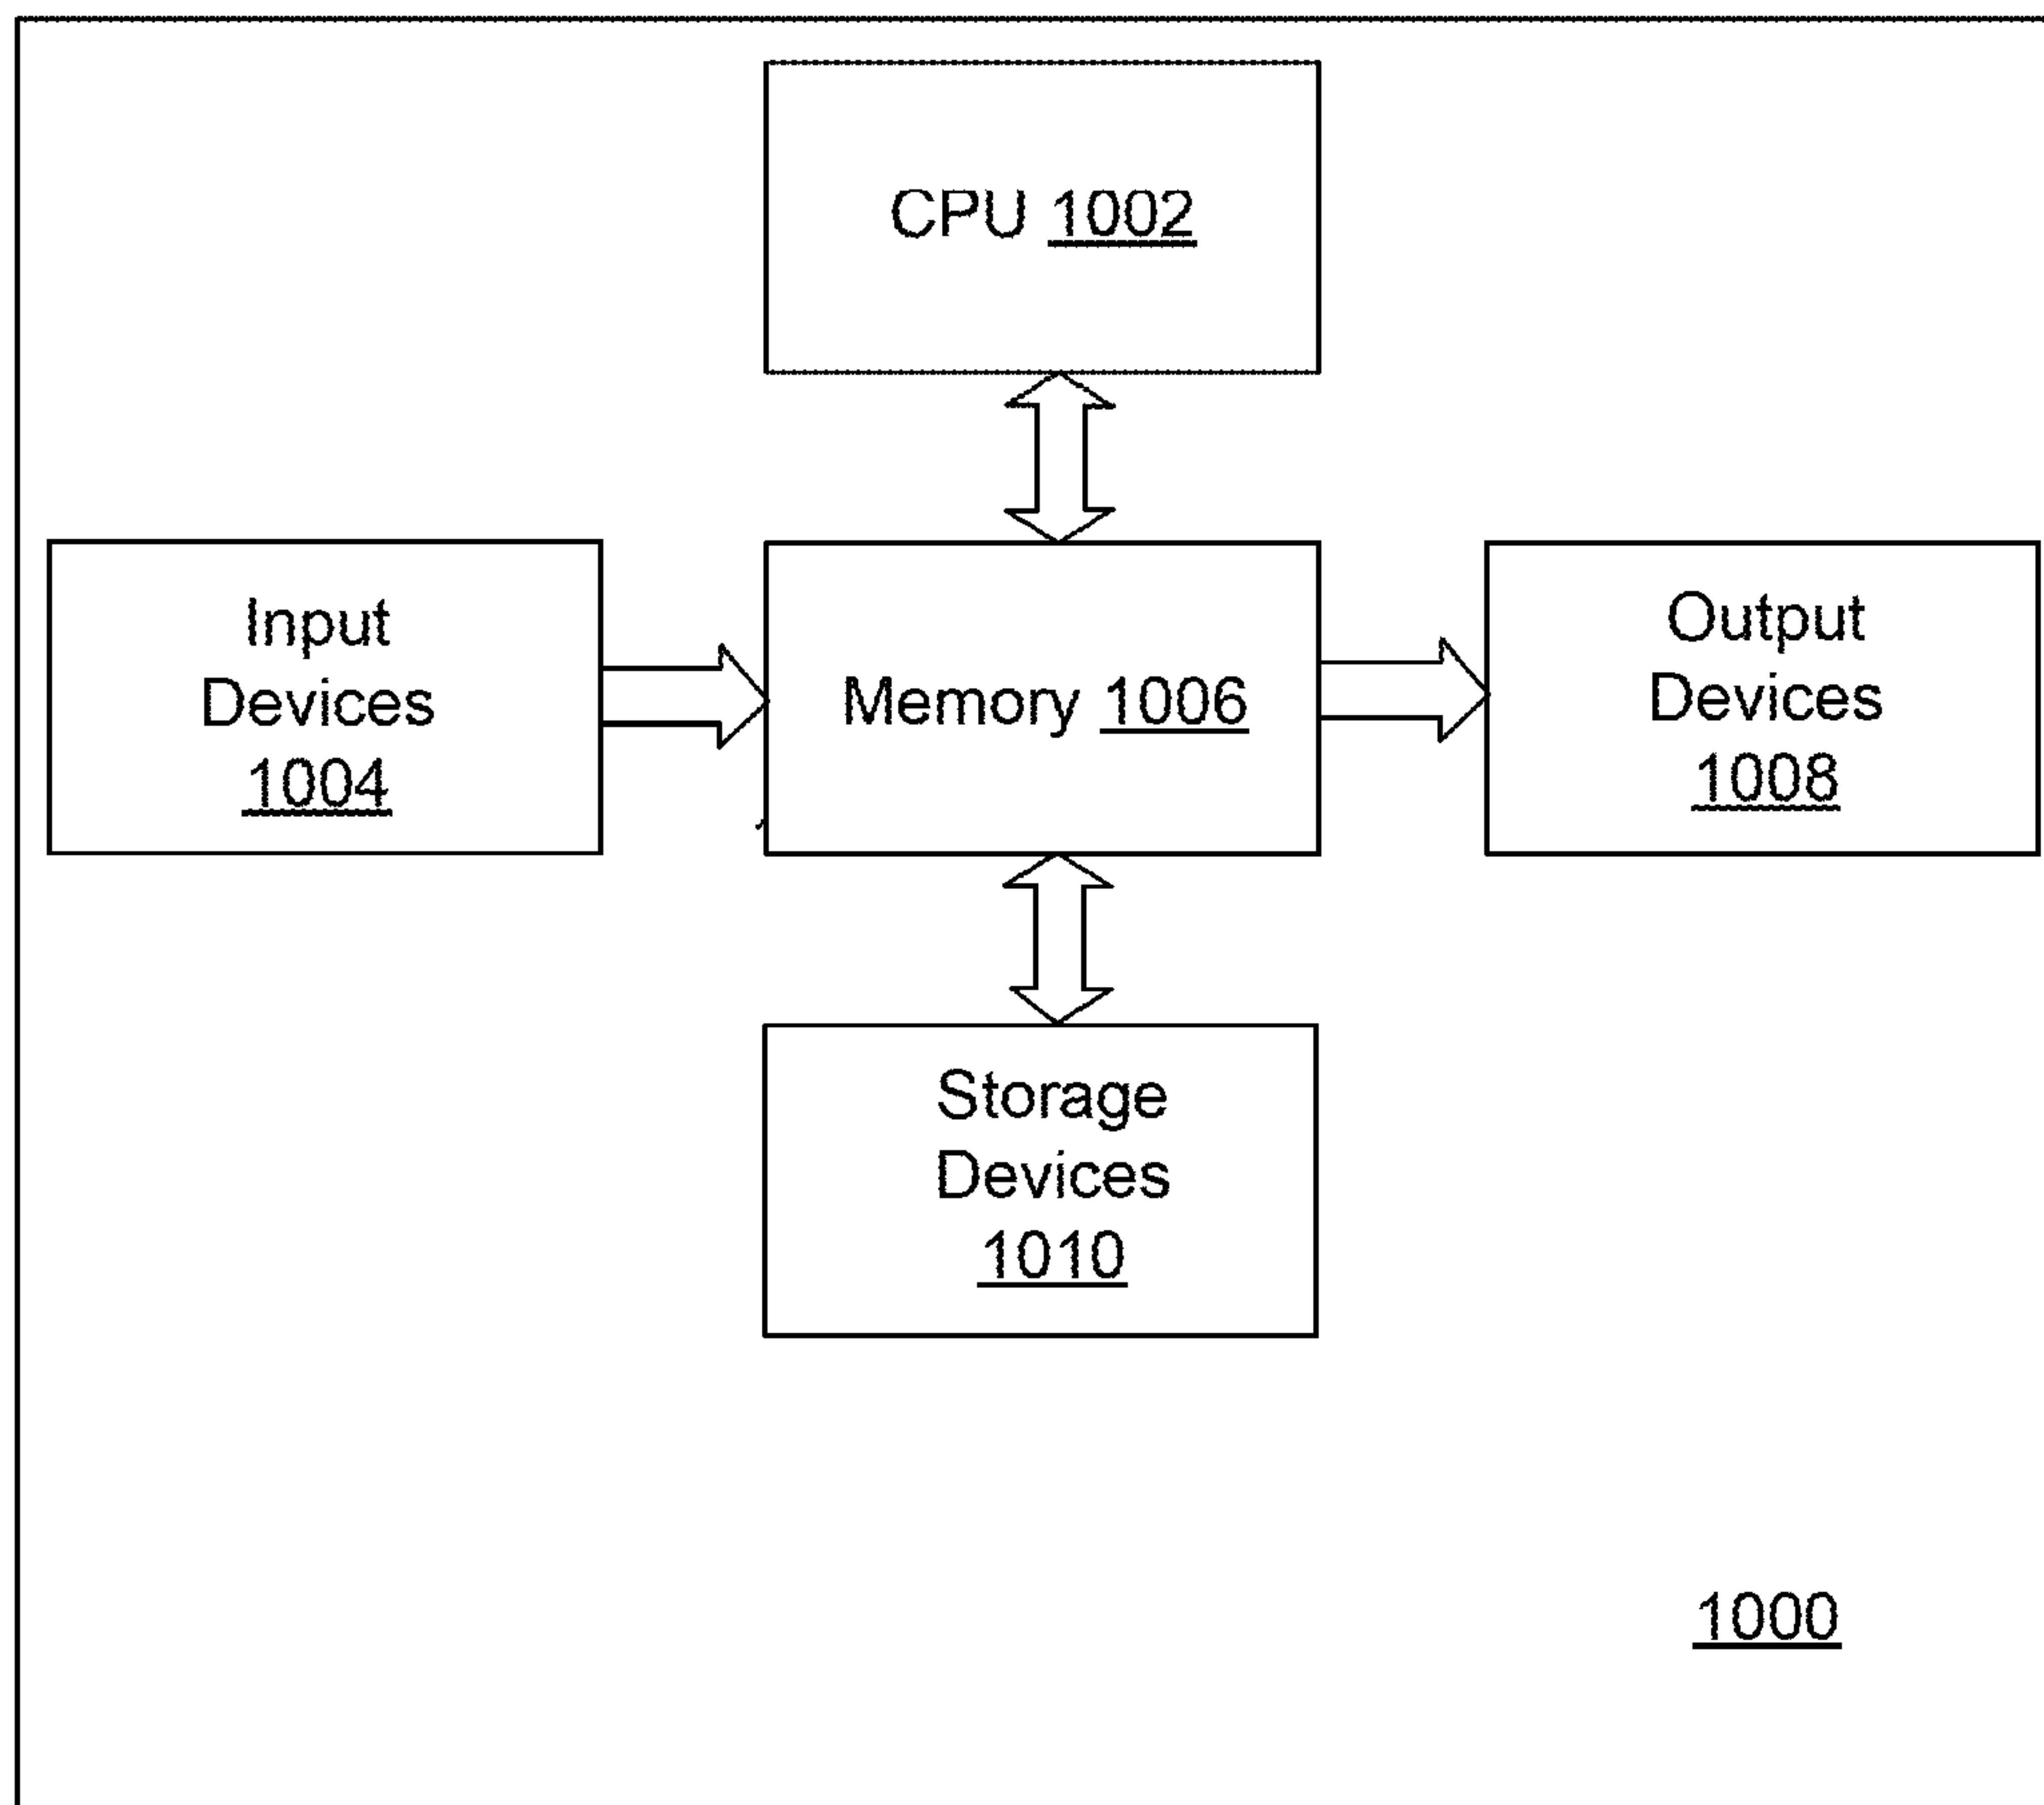 CPU 1002
Input
Devices
1004
Memory 1006
Output
Devices
1008
Storage
Devices
1010
1000